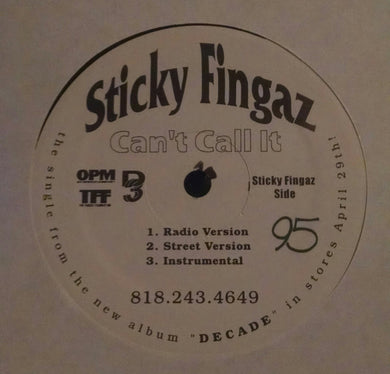 Sticky Fingaz
Can't Call It
OPM
TFF
D3
Sticky Fingaz
Side
1. Radio Version
2. Street Version
3. Instrumental
95
818.243.4649
the single from the new album "DECADE" in stores April 29th!